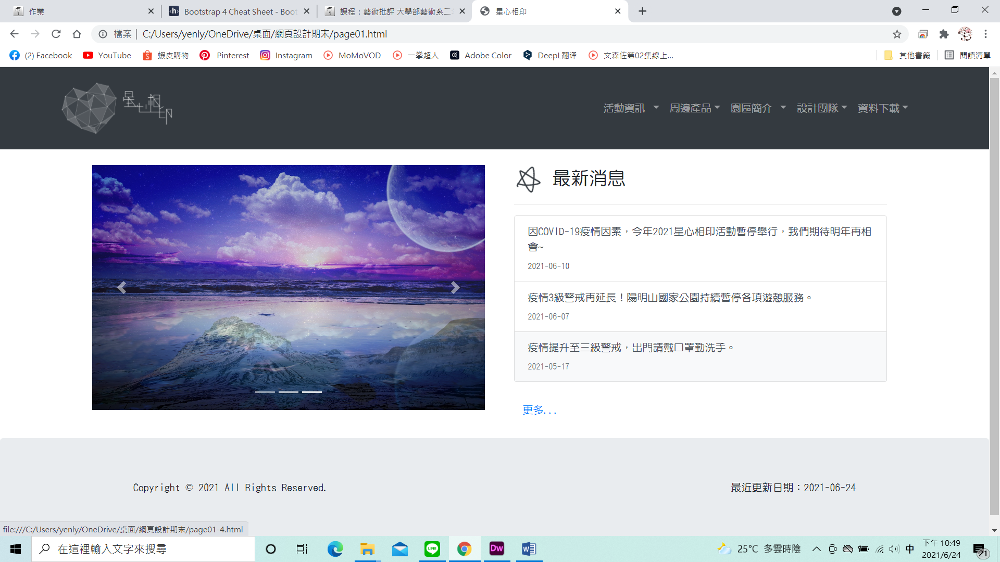 作業
Bootstrap 4 Cheat Sheet - Boot
課程：藝術批評 大學部藝術系二
星心相印
檔案
C:/Users/yenly/OneDrive/桌面/網頁設計期末/page01.html
(2) Facebook
YouTube
蝦皮購物
Pinterest
Instagram
MoMoVOD
一拳超人
Adobe Color
DeepL翻译
文森佐第02集線上...
其他書籤
閱讀清單
星心相印
活動資訊
周邊產品
園區簡介
設計團隊
資料下載
最新消息
因COVID-19疫情因素，今年2021星心相印活動暫停舉行，我們期待明年再相
會~
2021-06-10
疫情3級警戒再延長！陽明山國家公園持續暫停各項遊憩服務。
2021-06-07
疫情提升至三級警戒，出門請戴口罩勤洗手。
2021-05-17
更多...
Copyright © 2021 All Rights Reserved.
最近更新日期：2021-06-24
file:///C:/Users/yenly/OneDrive/桌面/網頁設計期末/page01-4.html
在這裡輸入文字來搜尋
LINE
Dw
W
25°C 多雲時陰
中
下午 10:49
2021/6/24
21